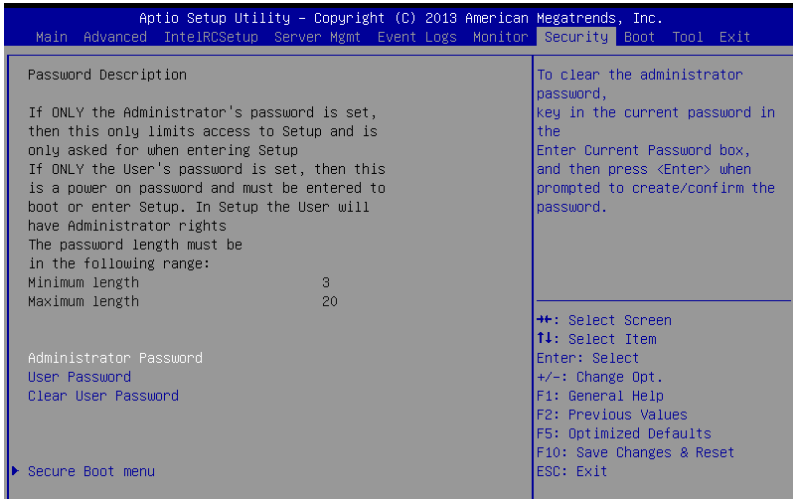 Aptio Setup Utility – Copyright (C) 2013 American Megatrends, Inc.
Main Advanced IntelRCSetup Server Mgmt Event Logs Monitor Security Boot Tool Exit
Password Description
If ONLY the Administrator's password is set,
then this only limits access to Setup and is
only asked for when entering Setup
If ONLY the User's password is set, then this
is a power on password and must be entered to
boot or enter Setup. In Setup the User will
have Administrator rights
The password length must be
in the following range:
Minimum length 3
Maximum length 20
Administrator Password
User Password
Clear User Password
Secure Boot menu
To clear the administrator
password,
key in the current password in
the
Enter Current Password box,
and then press <Enter> when
prompted to create/confirm the
password.
→←: Select Screen
↑↓: Select Item
Enter: Select
+/-: Change Opt.
F1: General Help
F2: Previous Values
F5: Optimized Defaults
F10: Save Changes & Reset
ESC: Exit